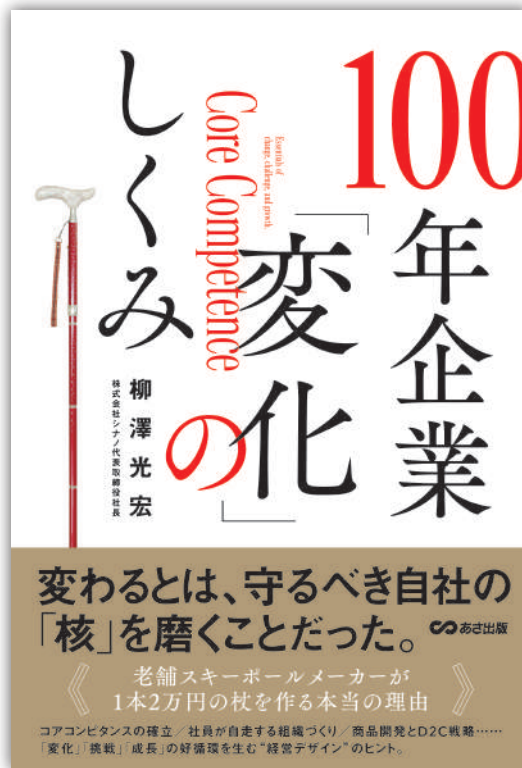 100年企業
「変化」の
しくみ
Core Competence
Essentials of
change, challenge, and growth
柳澤光宏
株式会社シナノ代表取締役社長
変わるとは、守るべき自社の
「核」を磨くことだった。
あさ出版
老舗スキーポールメーカーが
1本2万円の杖を作る本当の理由
コアコンピタンスの確立/社員が自走する組織づくり/商品開発とD2C戦略……
「変化」「挑戦」「成長」の好循環を生む“経営デザイン”のヒント。